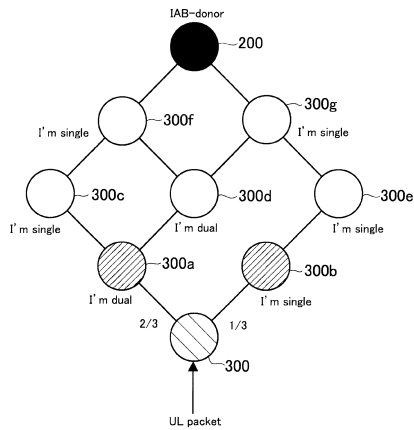 IAB-donor
200
300f
300g
I'm single
I'm single
300c
300d
300e
I'm single
I'm dual
I'm single
300a
300b
I'm dual
I'm single
2/3
1/3
300
UL packet